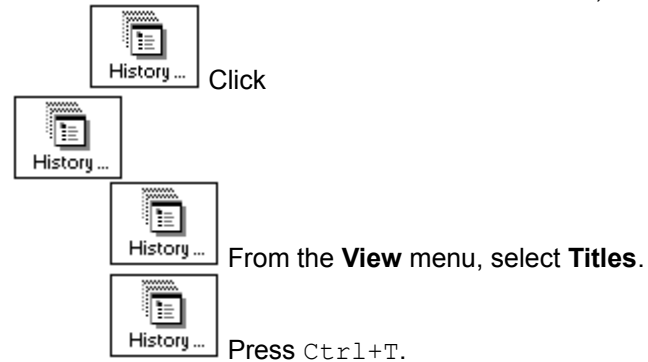 History ... Click
History ...
History ... From the View menu, select Titles.
History ... Press Ctrl+T.